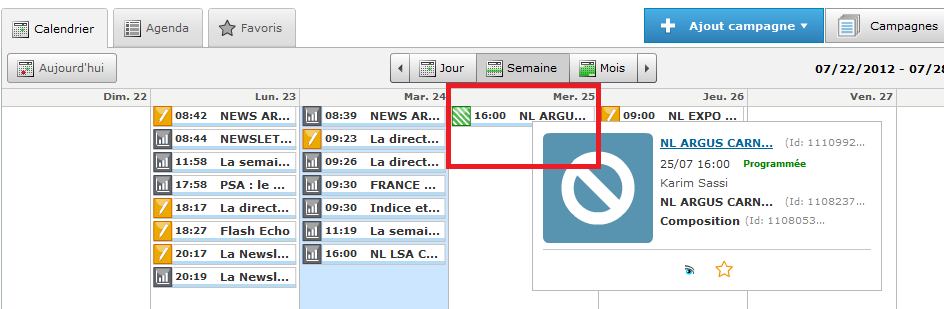 Calendrier
Agenda
Favoris
Ajout campagne
Campagnes
Aujourd'hui
Jour
Semaine
Mois
07/22/2012 - 07/28
Dim. 22
Lun. 23
Mar. 24
Mer. 25
Jeu. 26
Ven. 27
08:42 NEWS AR...
08:44 NEWSLET...
11:58 La semai...
17:58 PSA : le ...
18:17 La direct...
18:27 Flash Echo
20:17 La Newsl...
20:19 La Newsl...
08:39 NEWS AR...
09:23 La direct...
09:26 La direct...
09:30 FRANCE ...
09:30 Indice et...
11:19 La semai...
16:00 NL LSA C...
16:00 NL ARGU...
09:00 NL EXPO ...
NL ARGUS CARN... (Id: 1110992...
25/07 16:00 Programmée
Karim Sassi
NL ARGUS CARN... (Id: 1108237...
Composition (Id: 1108053...